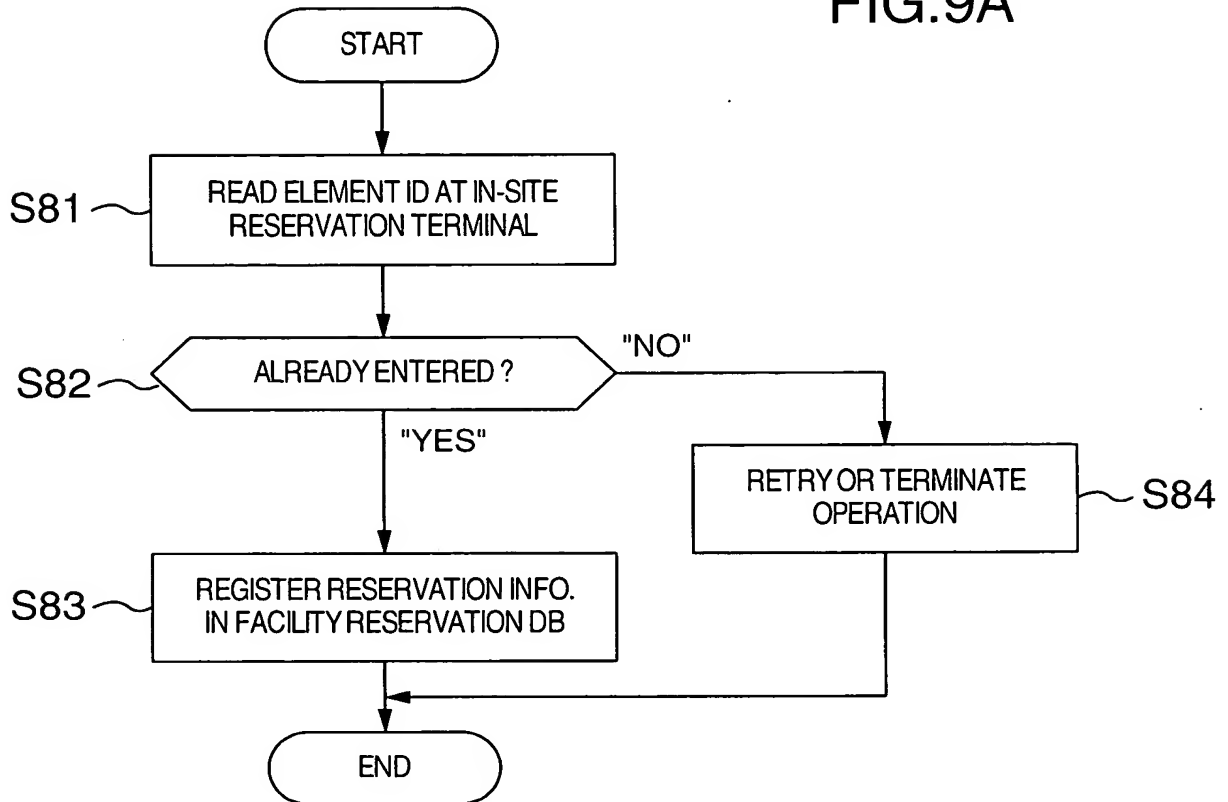 FIG.9A
START
S81
READ ELEMENT ID AT IN-SITE
RESERVATION TERMINAL
S82
ALREADY ENTERED ?
"NO"
"YES"
RETRY OR TERMINATE
OPERATION
S84
S83
REGISTER RESERVATION INFO.
IN FACILITY RESERVATION DB
END